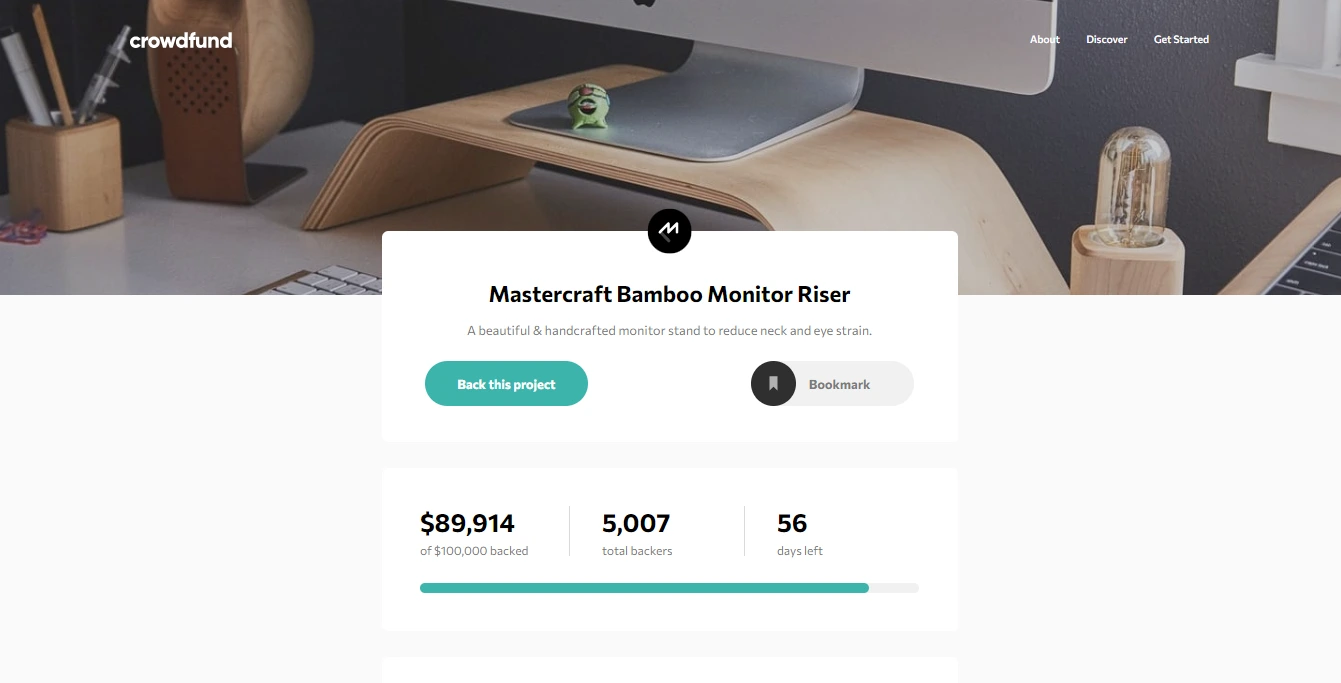 crowdfund
About
Discover
Get Started
Mastercraft Bamboo Monitor Riser
A beautiful & handcrafted monitor stand to reduce neck and eye strain.
Back this project
Bookmark
$89,914
of $100,000 backed
5,007
total backers
56
days left